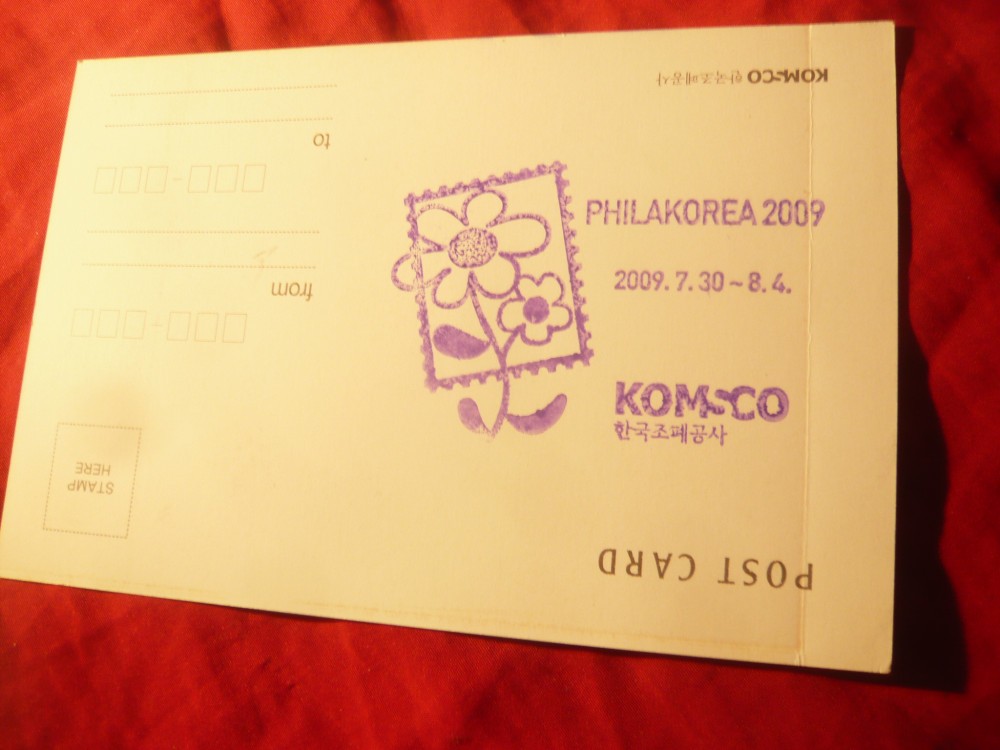 KOMSCO 한국조폐공사
to
PHILAKOREA 2009
2009. 7. 30 ~ 8. 4.
from
KOMSCO
한국조폐공사
STAMP
HERE
POST CARD